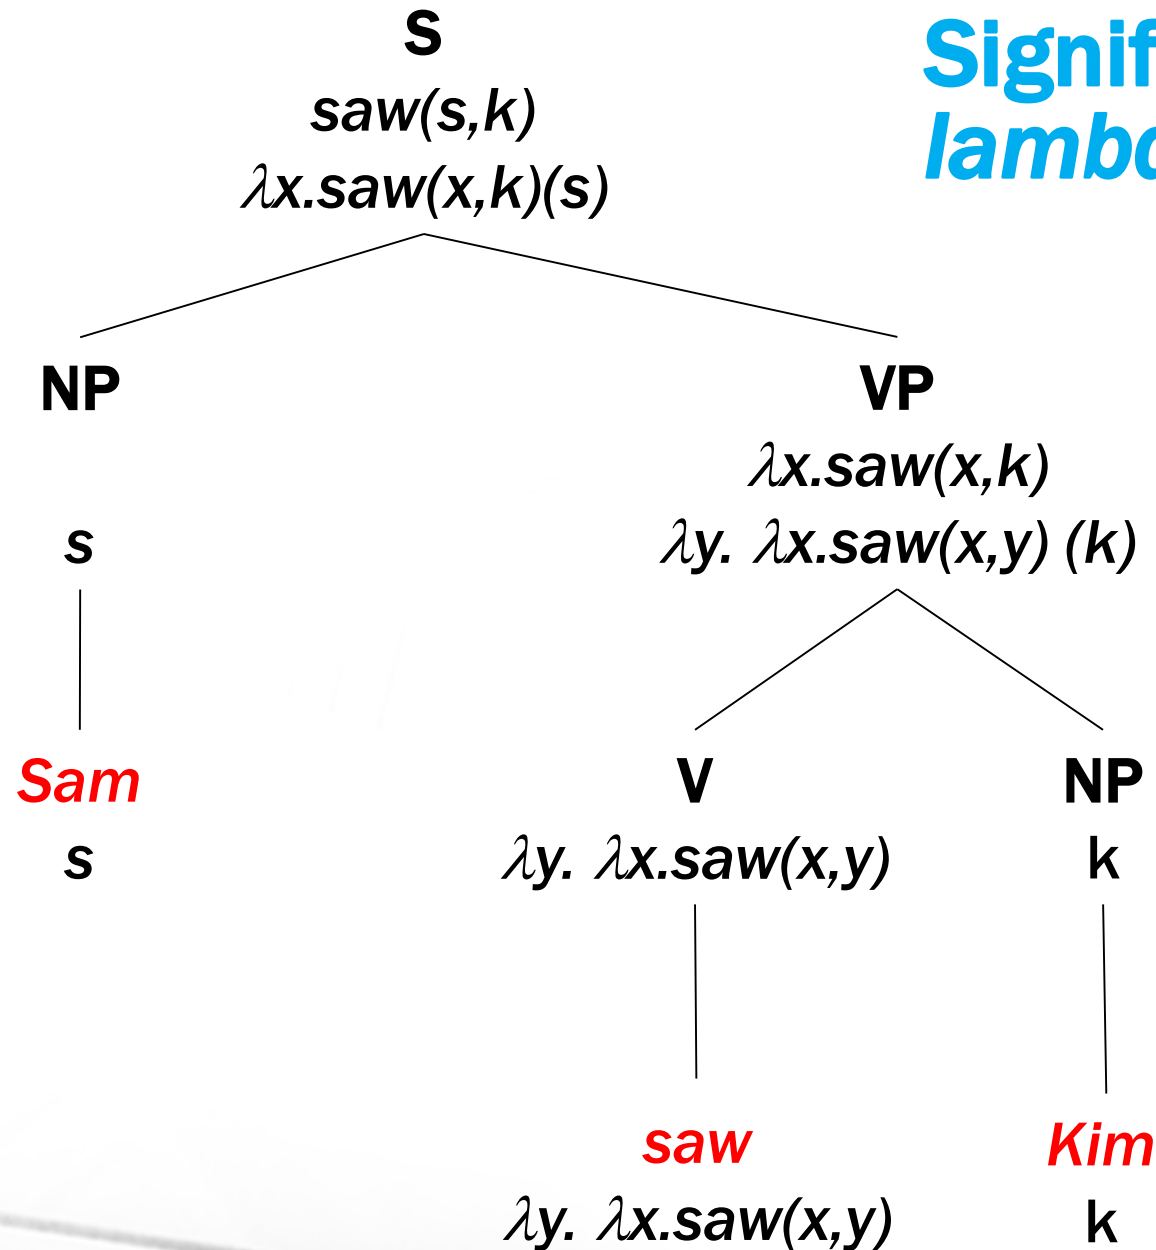 S
saw(s,k)
λx.saw(x,k)(s)
NP
VP
λx.saw(x,k)
s
λy. λx.saw(x,y) (k)
Sam
V
NP
s
λy. λx.saw(x,y)
k
saw
Kim
λy. λx.saw(x,y)
k